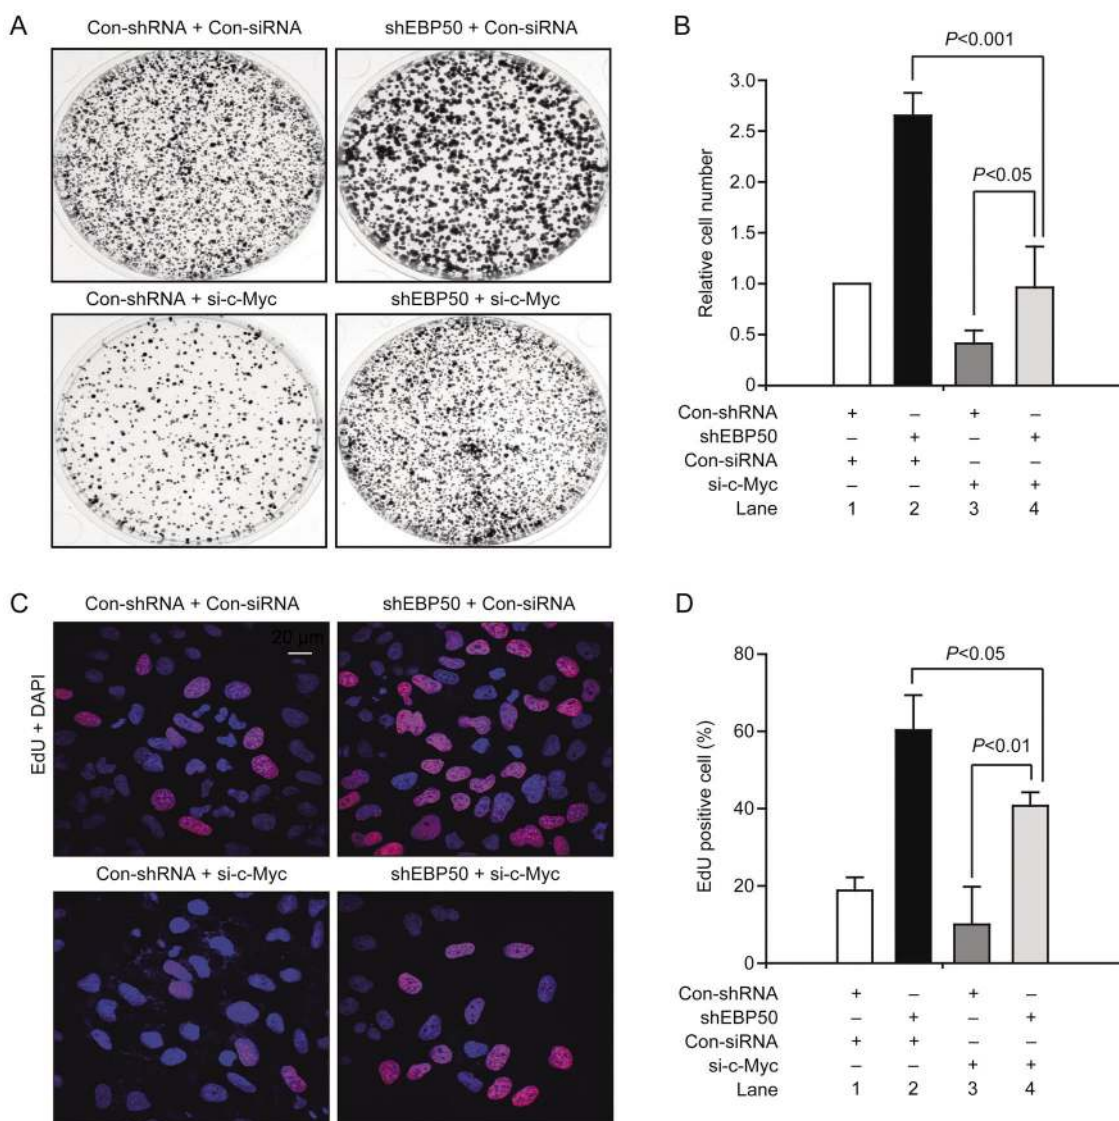 A
Con-shRNA + Con-siRNA
shEBP50 + Con-siRNA
Con-shRNA + si-c-Myc
shEBP50 + si-c-Myc
B
P<0.001
P<0.05
Relative cell number
3.0
2.5
2.0
1.5
1.0
0.5
0
Con-shRNA + – + –
shEBP50 – + – +
Con-siRNA + + – –
si-c-Myc – – + +
Lane 1 2 3 4
C
Con-shRNA + Con-siRNA
shEBP50 + Con-siRNA
20 μm
EdU + DAPI
Con-shRNA + si-c-Myc
shEBP50 + si-c-Myc
D
P<0.05
P<0.01
EdU positive cell (%)
80
60
40
20
0
Con-shRNA + – + –
shEBP50 – + – +
Con-siRNA + + – –
si-c-Myc – – + +
Lane 1 2 3 4